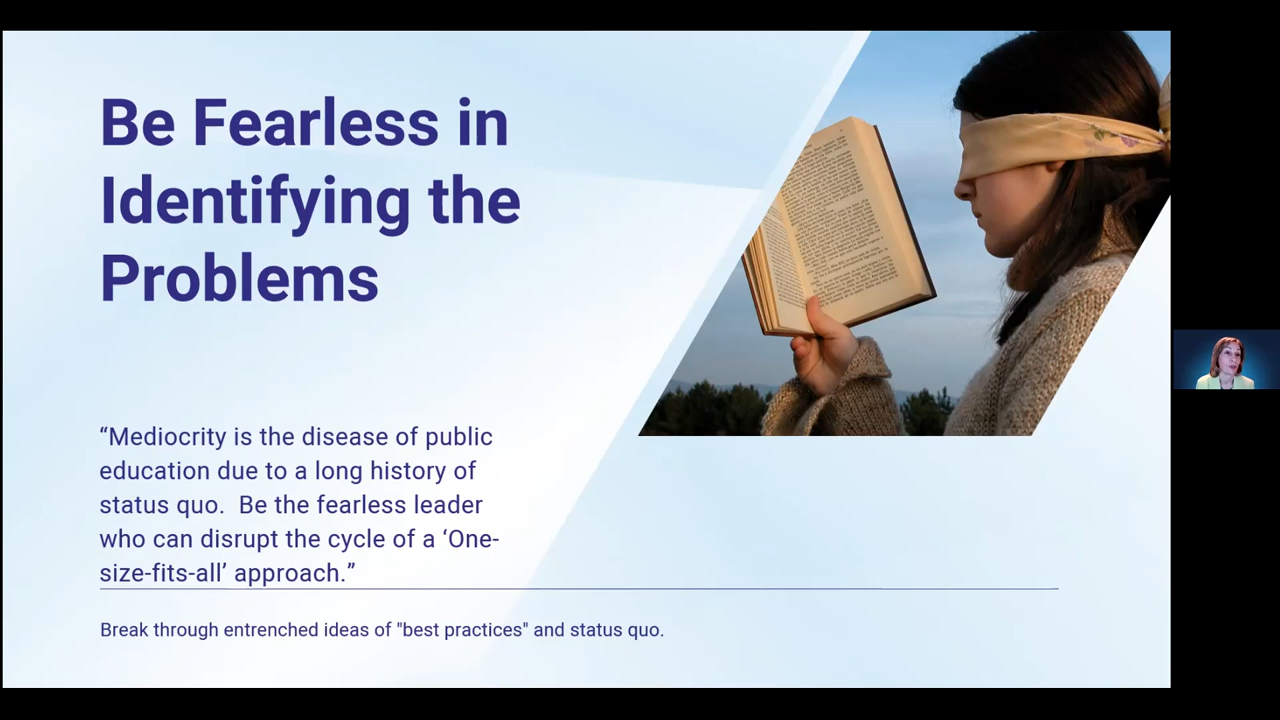 Be Fearless in
Identifying the
Problems
“Mediocrity is the disease of public
education due to a long history of
status quo.  Be the fearless leader
who can disrupt the cycle of a ‘One-
size-fits-all’ approach.”
Break through entrenched ideas of "best practices" and status quo.